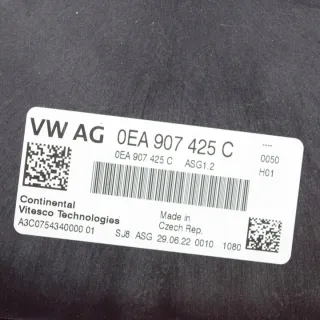 VW AG 0EA 907 425 C
----
0EA 907 425 C ASG1.2
0050
H01
Continental
Vitesco Technologies
A3C0754340000 01
Made in
Czech Rep.
SJ8 ASG 29.06.22 0010 1080